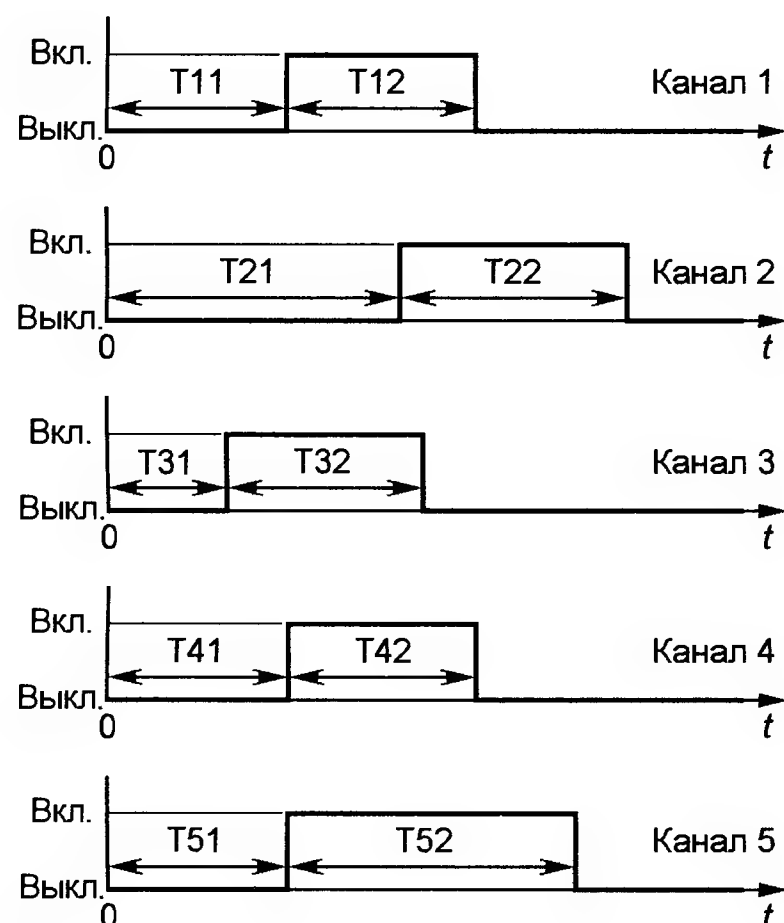 Вкл.
T11 T12 Канал 1
Выкл.
0 t
Вкл.
T21 T22 Канал 2
Выкл.
0 t
Вкл.
T31 T32 Канал 3
Выкл.
0 t
Вкл.
T41 T42 Канал 4
Выкл.
0 t
Вкл.
T51 T52 Канал 5
Выкл.
0 t